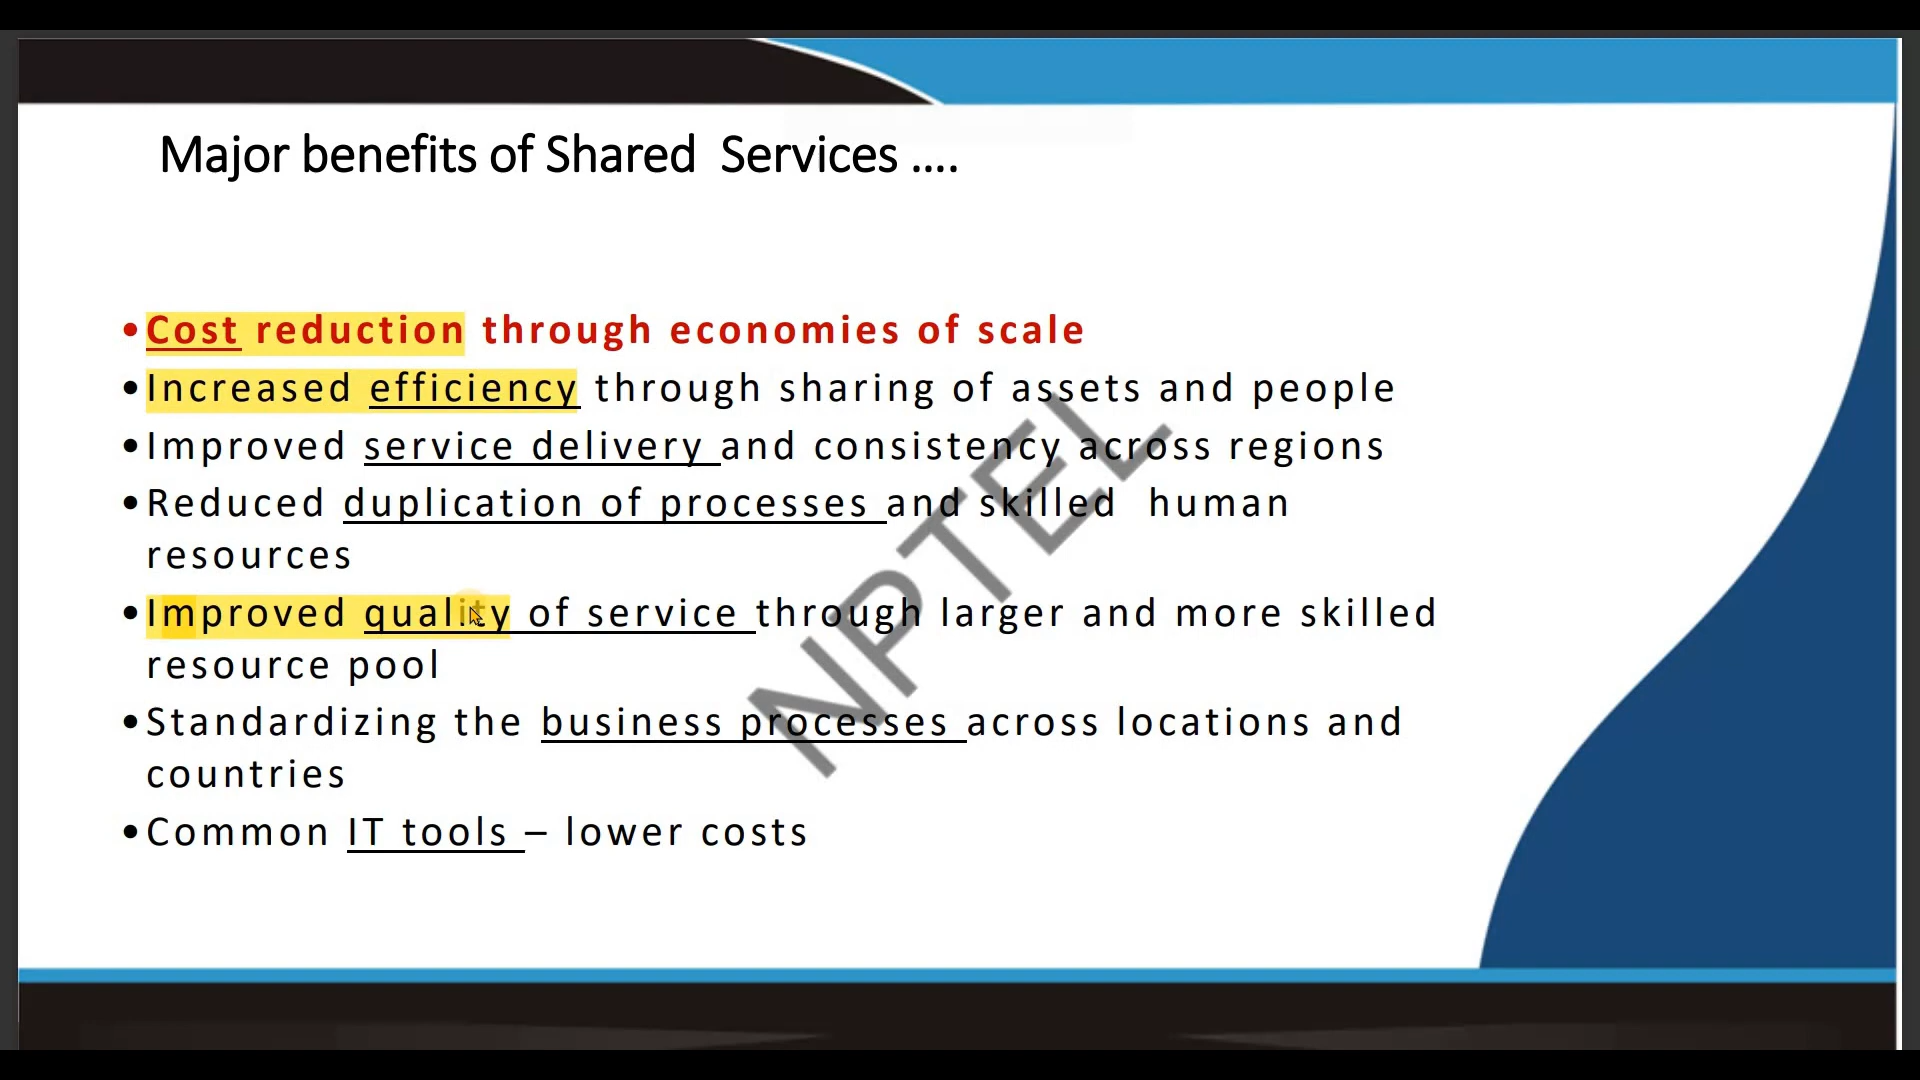 Major benefits of Shared  Services ....
•Cost reduction through economies of scale
•Increased efficiency through sharing of assets and people
•Improved service delivery and consistency across regions
•Reduced duplication of processes and skilled  human
resources
•Improved quality of service through larger and more skilled
resource pool
•Standardizing the business processes across locations and
countries
•Common IT tools – lower costs
NPTEL